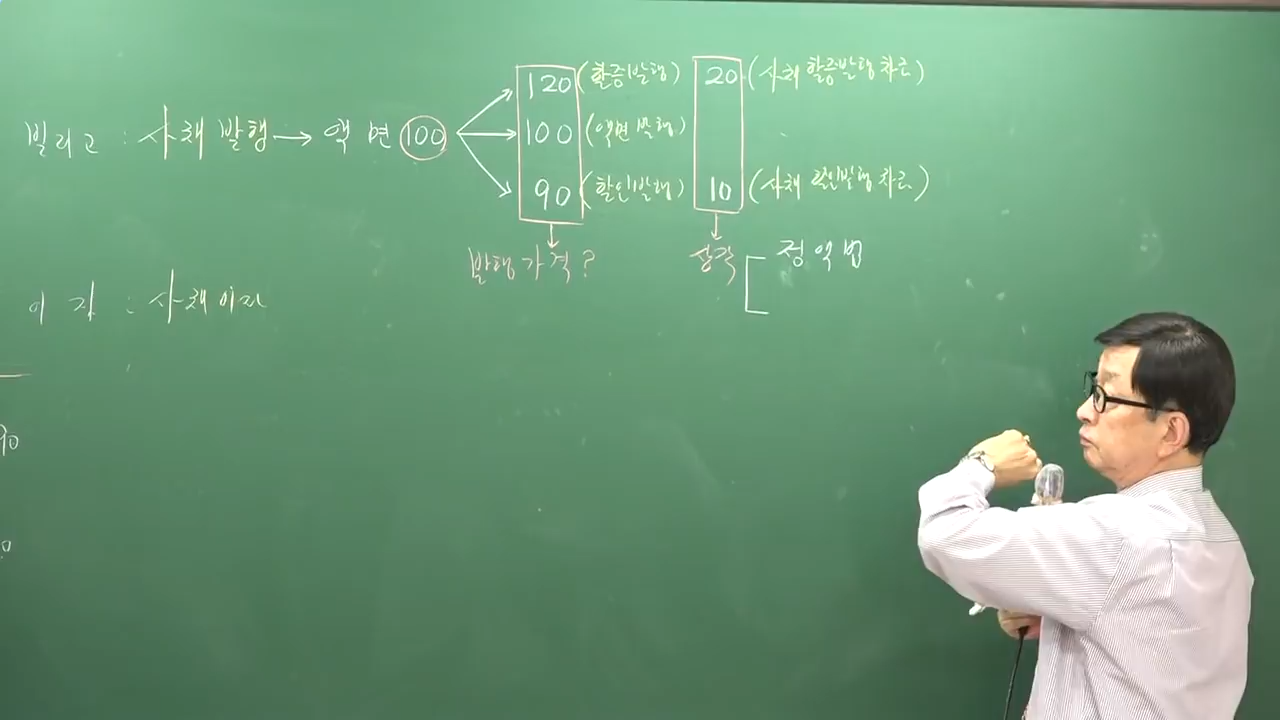 120 (할증발행) 20 (사채 할증발행 차금)
빌리고 : 사채 발행 → 액면 100 100 (액면 발행)
90 (할인발행) 10 (사채 할인발행 차금)
발행가격? 상각 정액법
이자 : 사채이자
90